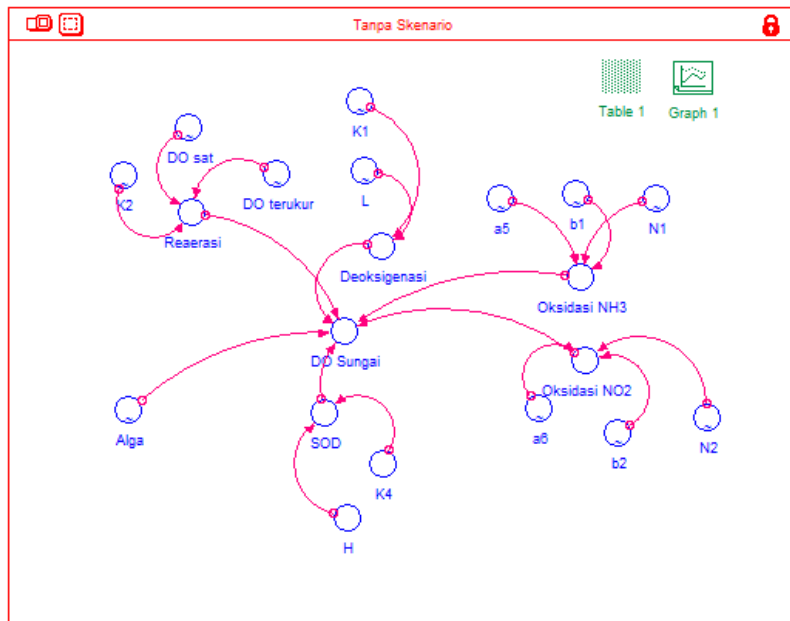 Tanpa Skenario
Table 1
Graph 1
K1
DO sat
K2
DO terukur
L
a5
b1
N1
Reaerasi
Deoksigenasi
Oksidasi NH3
DO Sungai
Oksidasi NO2
Alga
SOD
a6
b2
N2
K4
H